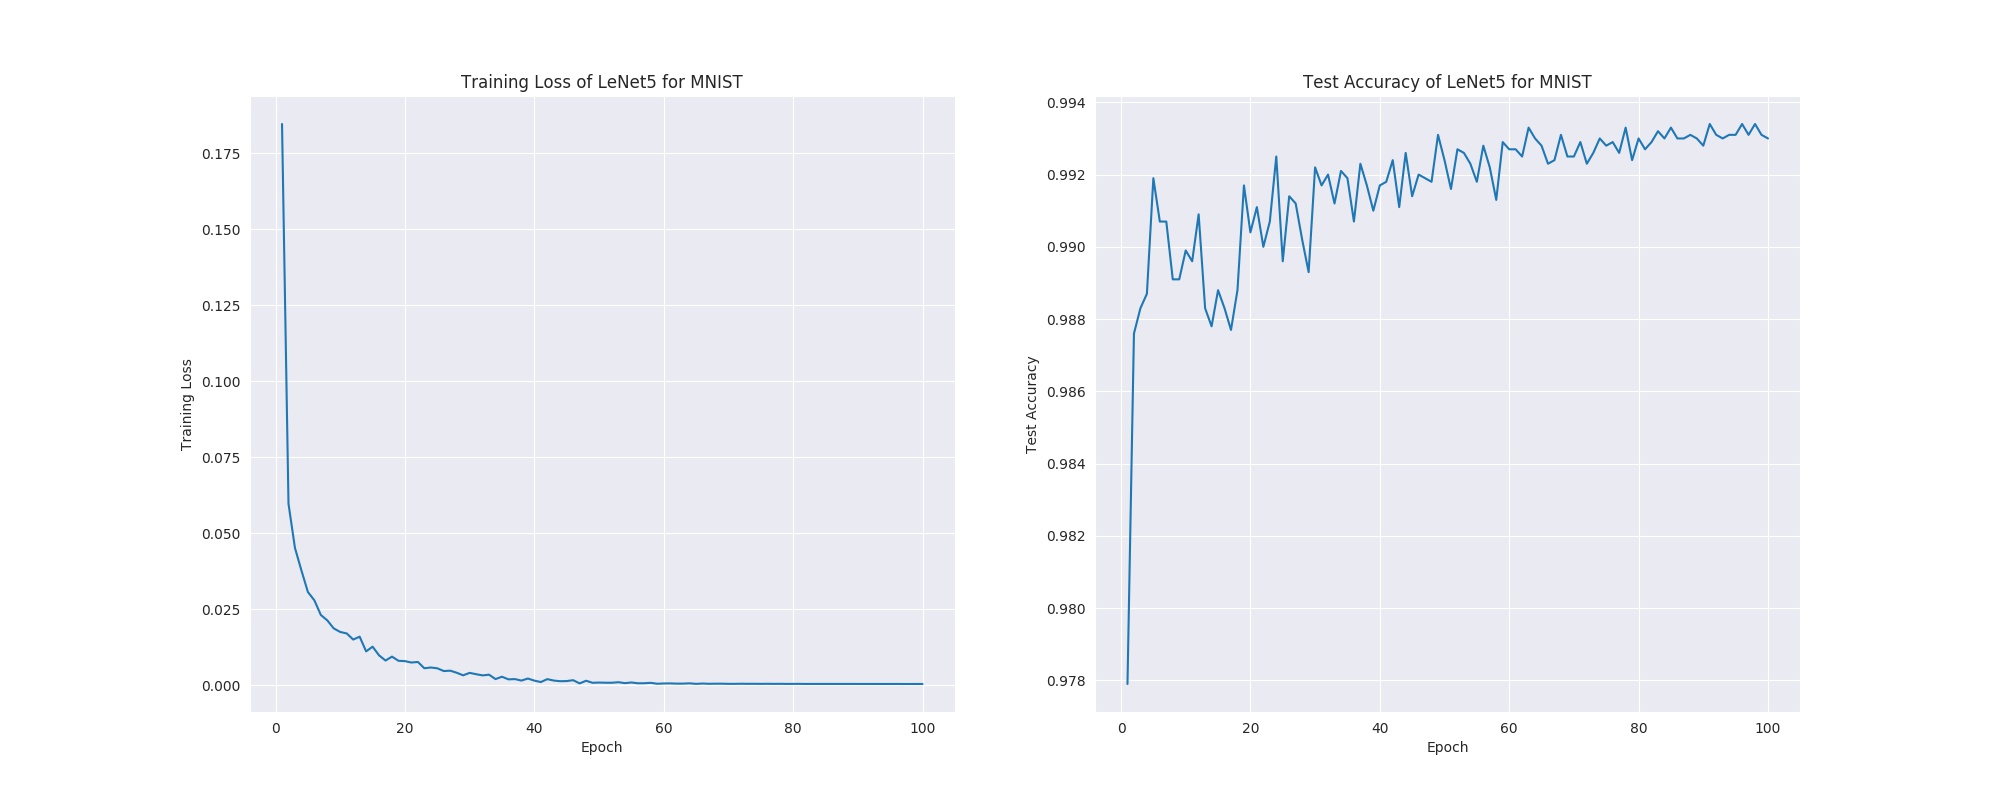 Training Loss of LeNet5 for MNIST
0.175
0.150
0.125
0.100
0.075
0.050
0.025
0.000
Training Loss
0 20 40 60 80 100
Epoch
Test Accuracy of LeNet5 for MNIST
0.994
0.992
0.990
0.988
0.986
0.984
0.982
0.980
0.978
Test Accuracy
0 20 40 60 80 100
Epoch